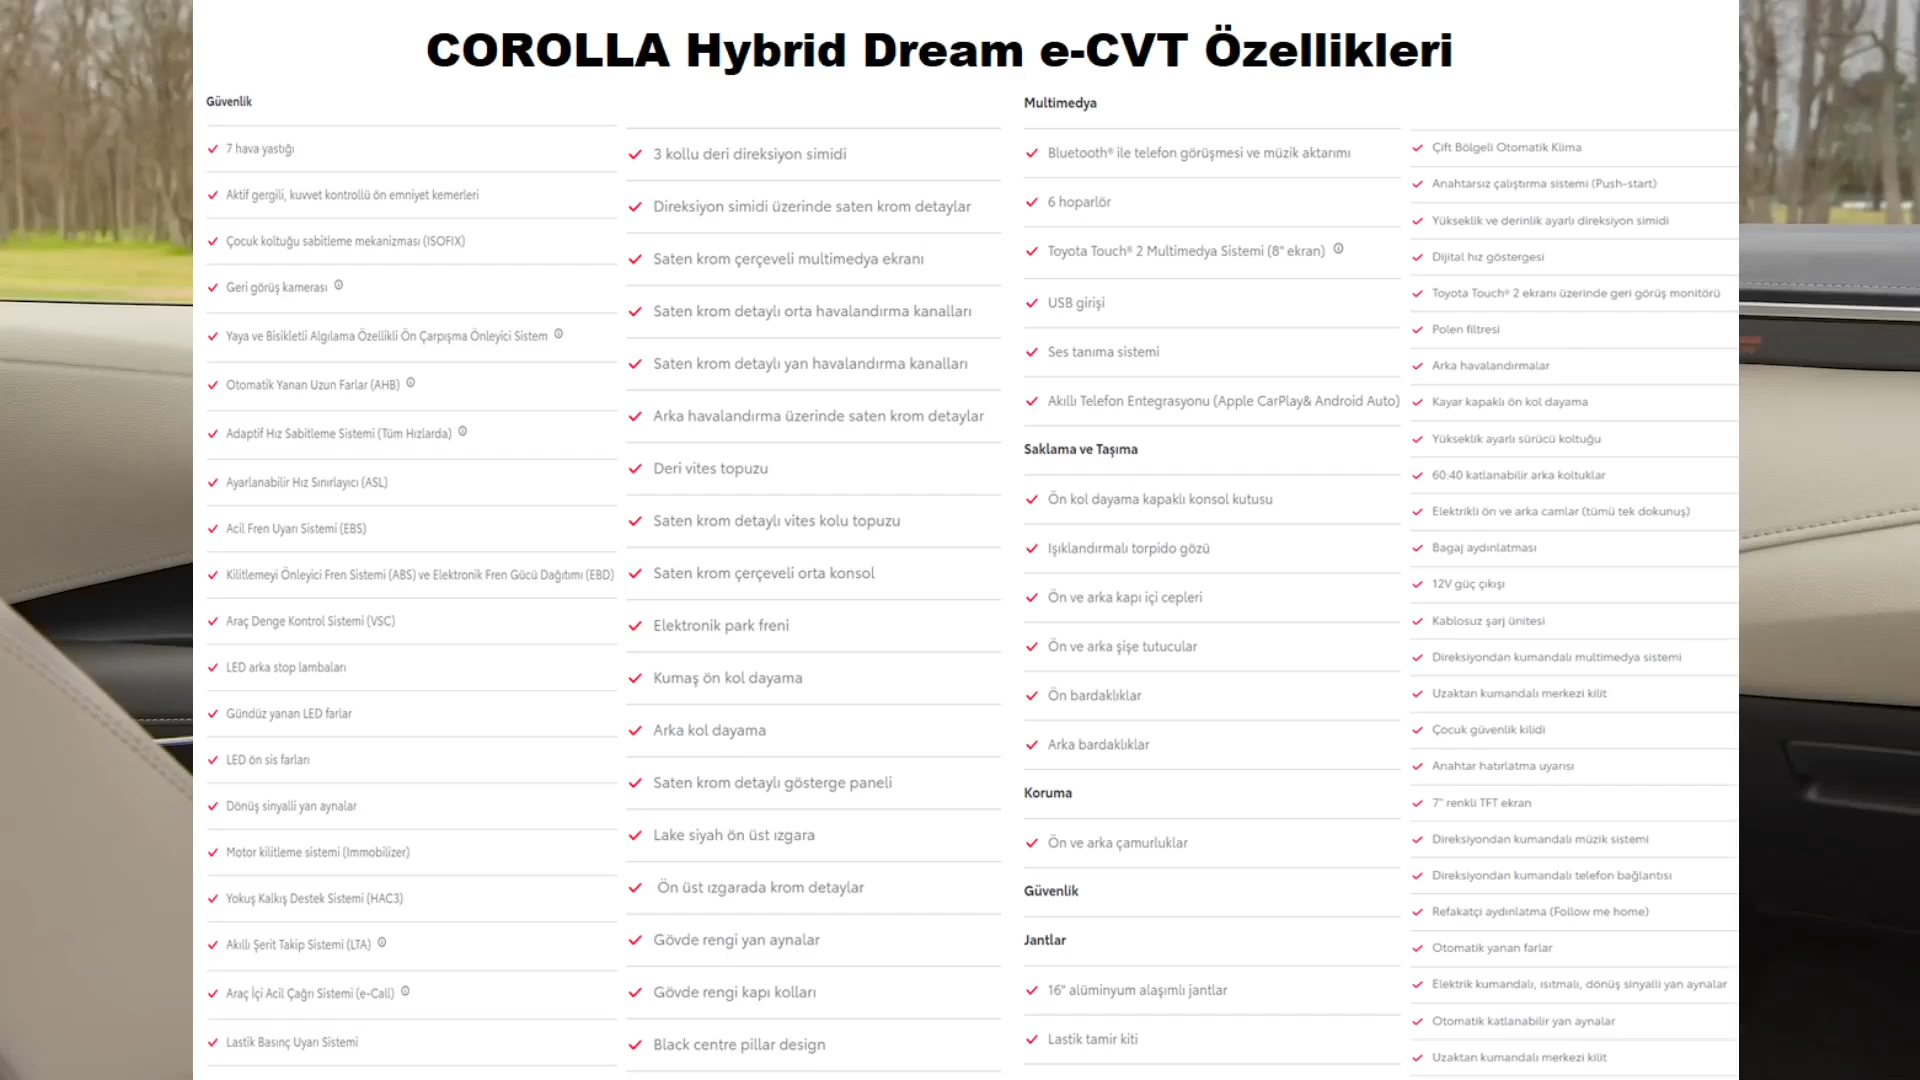 COROLLA Hybrid Dream e-CVT Özellikleri
Güvenlik
7 hava yastığı
Aktif gergili, kuvvet kontrollü ön emniyet kemerleri
Çocuk koltuğu sabitleme mekanizması (ISOFIX)
Geri görüş kamerası
Yaya ve Bisikletli Algılama Özellikli Ön Çarpışma Önleyici Sistem
Otomatik Yanan Uzun Farlar (AHB)
Adaptif Hız Sabitleme Sistemi (Tüm Hızlarda)
Ayarlanabilir Hız Sınırlayıcı (ASL)
Acil Fren Uyarı Sistemi (EBS)
Kilitlemeyi Önleyici Fren Sistemi (ABS) ve Elektronik Fren Gücü Dağıtımı (EBD)
Araç Denge Kontrol Sistemi (VSC)
LED arka stop lambaları
Gündüz yanan LED farlar
LED ön sis farları
Dönüş sinyalli yan aynalar
Motor kilitleme sistemi (Immobilizer)
Yokuş Kalkış Destek Sistemi (HAC3)
Akıllı Şerit Takip Sistemi (LTA)
Araç İçi Acil Çağrı Sistemi (e-Call)
Lastik Basınç Uyarı Sistemi
3 kollu deri direksiyon simidi
Direksiyon simidi üzerinde saten krom detaylar
Saten krom çerçeveli multimedya ekranı
Saten krom detaylı orta havalandırma kanalları
Saten krom detaylı yan havalandırma kanalları
Arka havalandırma üzerinde saten krom detaylar
Deri vites topuzu
Saten krom detaylı vites kolu topuzu
Saten krom çerçeveli orta konsol
Elektronik park freni
Kumaş ön kol dayama
Arka kol dayama
Saten krom detaylı gösterge paneli
Lake siyah ön üst ızgara
Ön üst ızgarada krom detaylar
Gövde rengi yan aynalar
Gövde rengi kapı kolları
Black centre pillar design
Multimedya
Bluetooth® ile telefon görüşmesi ve müzik aktarımı
6 hoparlör
Toyota Touch® 2 Multimedya Sistemi (8" ekran)
USB girişi
Ses tanıma sistemi
Akıllı Telefon Entegrasyonu (Apple CarPlay& Android Auto)
Saklama ve Taşıma
Ön kol dayama kapaklı konsol kutusu
Işıklandırmalı torpido gözü
Ön ve arka kapı içi cepleri
Ön ve arka şişe tutucular
Ön bardaklıklar
Arka bardaklıklar
Koruma
Ön ve arka çamurluklar
Güvenlik
Jantlar
16" alüminyum alaşımlı jantlar
Lastik tamir kiti
Çift Bölgeli Otomatik Klima
Anahtarsız çalıştırma sistemi (Push-start)
Yükseklik ve derinlik ayarlı direksiyon simidi
Dijital hız göstergesi
Toyota Touch® 2 ekranı üzerinde geri görüş monitörü
Polen filtresi
Arka havalandırmalar
Kayar kapaklı ön kol dayama
Yükseklik ayarlı sürücü koltuğu
60:40 katlanabilir arka koltuklar
Elektrikli ön ve arka camlar (tümü tek dokunuş)
Bagaj aydınlatması
12V güç çıkışı
Kablosuz şarj ünitesi
Direksiyondan kumandalı multimedya sistemi
Uzaktan kumandalı merkezi kilit
Çocuk güvenlik kilidi
Anahtar hatırlatma uyarısı
7" renkli TFT ekran
Direksiyondan kumandalı müzik sistemi
Direksiyondan kumandalı telefon bağlantısı
Refakatçi aydınlatma (Follow me home)
Otomatik yanan farlar
Elektrik kumandalı, ısıtmalı, dönüş sinyalli yan aynalar
Otomatik katlanabilir yan aynalar
Uzaktan kumandalı merkezi kilit